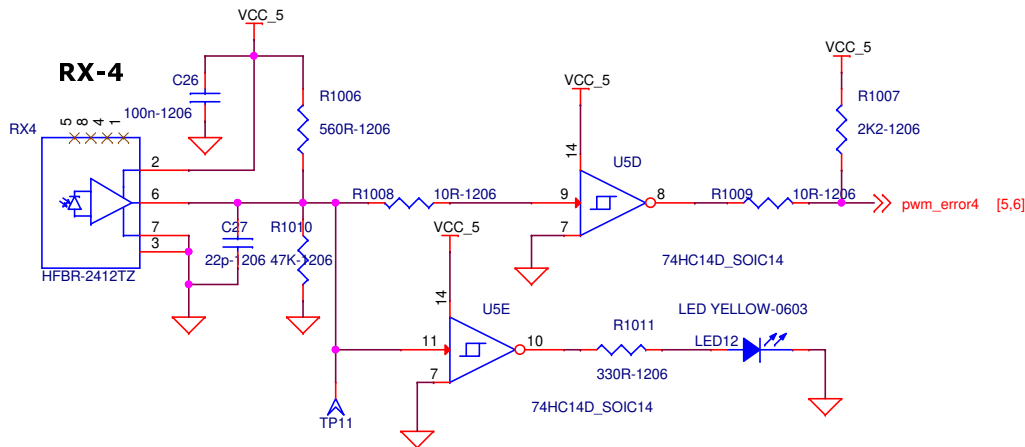 VCC_5
RX-4
C26
100n-1206
R1006
560R-1206
RX4
5
8
4
1
2
6
7
3
HFBR-2412TZ
C27
22p-1206
R1010
47K-1206
R1008
10R-1206
VCC_5
14
U5D
9
8
7
74HC14D_SOIC14
R1009
10R-1206
VCC_5
R1007
2K2-1206
pwm_error4 [5,6]
VCC_5
14
U5E
11
10
7
74HC14D_SOIC14
R1011
330R-1206
LED YELLOW-0603
LED12
TP11